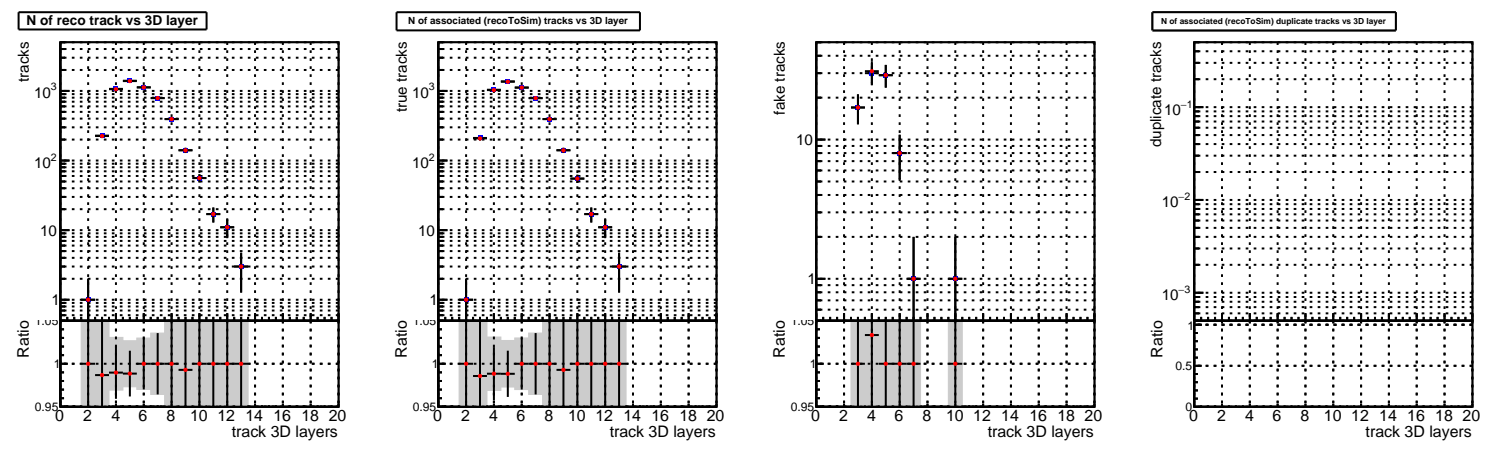 N of reco track vs 3D layer
tracks
10³
10²
10
1
Ratio
1.05
1
0.95
0 2 4 6 8 10 12 14 16 18 20
track 3D layers
N of associated (recoToSim) tracks vs 3D layer
true tracks
10³
10²
10
1
Ratio
1.05
1
0.95
0 2 4 6 8 10 12 14 16 18 20
track 3D layers
fake tracks
10
1
Ratio
1.05
1
0.95
0 2 4 6 8 10 12 14 16 18 20
track 3D layers
N of associated (recoToSim) duplicate tracks vs 3D layer
duplicate tracks
10⁻¹
10⁻²
10⁻³
Ratio
1
0.5
0
0 2 4 6 8 10 12 14 16 18 20
track 3D layers